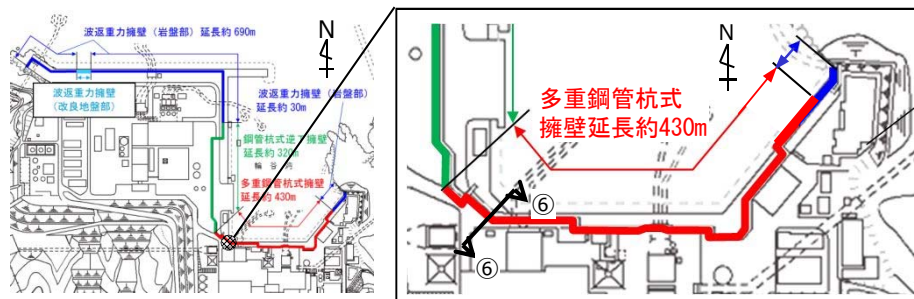 波返重力擁壁（岩盤部）延長約690m
N
波返重力擁壁
（改良地盤部）
波返重力擁壁（岩盤部）
延長約30m
鋼管杭式逆T擁壁
延長約320m
輪谷湾
多重鋼管杭式擁壁
延長約430m
N
多重鋼管杭式
擁壁延長約430m
⑥
⑥